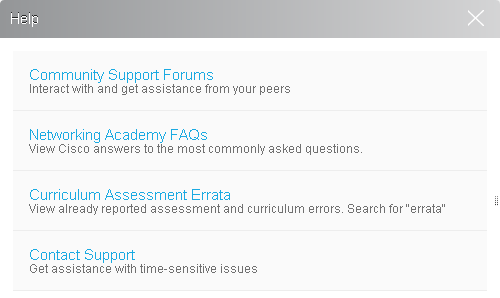 Help
Community Support Forums
Interact with and get assistance from your peers
Networking Academy FAQs
View Cisco answers to the most commonly asked questions.
Curriculum Assessment Errata
View already reported assessment and curriculum errors. Search for "errata"
Contact Support
Get assistance with time-sensitive issues